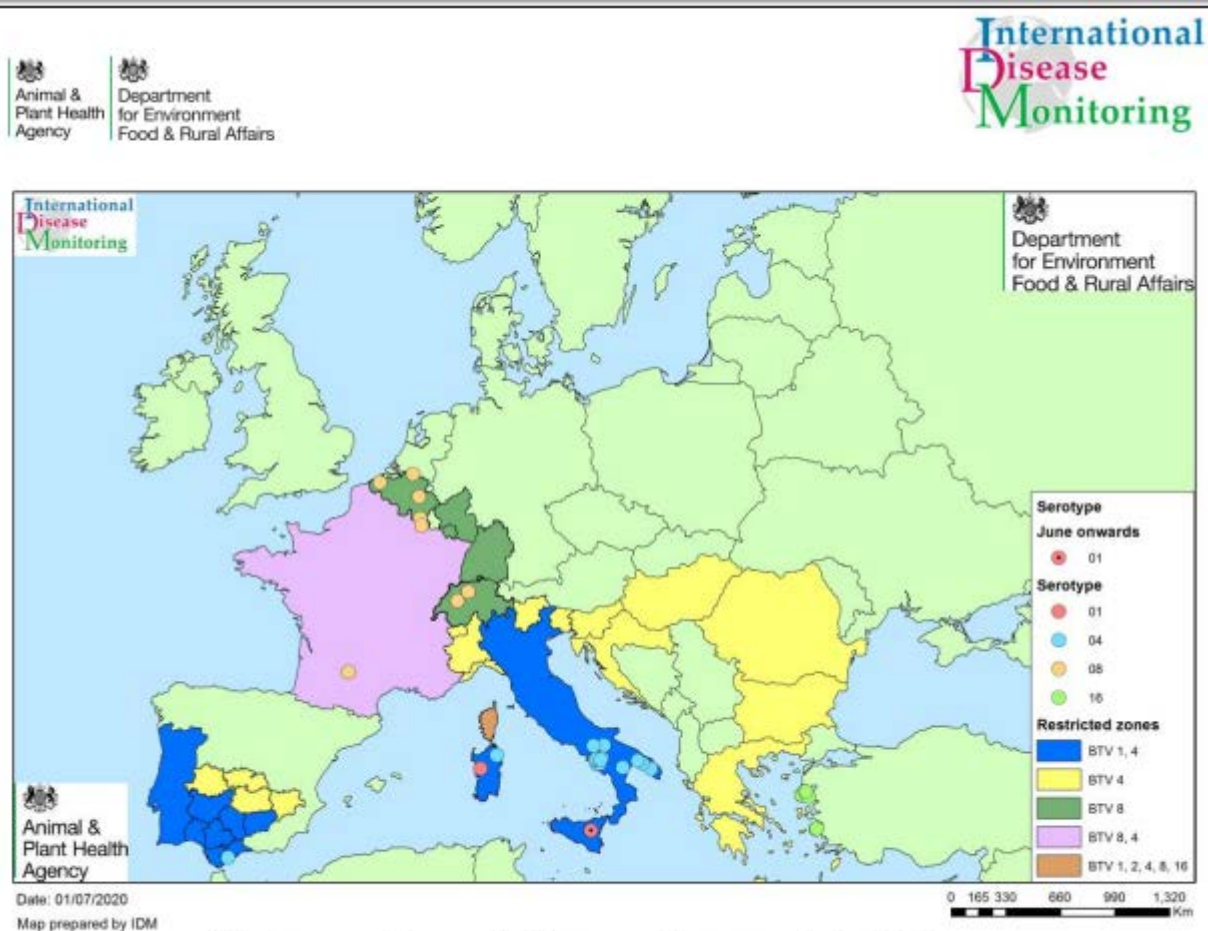 Animal &
Plant Health
Agency
Department
for Environment
Food & Rural Affairs
International
Disease
Monitoring
International
Disease
Monitoring
Department
for Environment
Food & Rural Affairs
Serotype
June onwards
01
Serotype
01
04
08
16
Restricted zones
BTV 1, 4
BTV 4
BTV 8
BTV 8, 4
BTV 1, 2, 4, 8, 16
Animal &
Plant Health
Agency
Date: 01/07/2020
0 165 330 660 990 1,320
Km
Map prepared by IDM